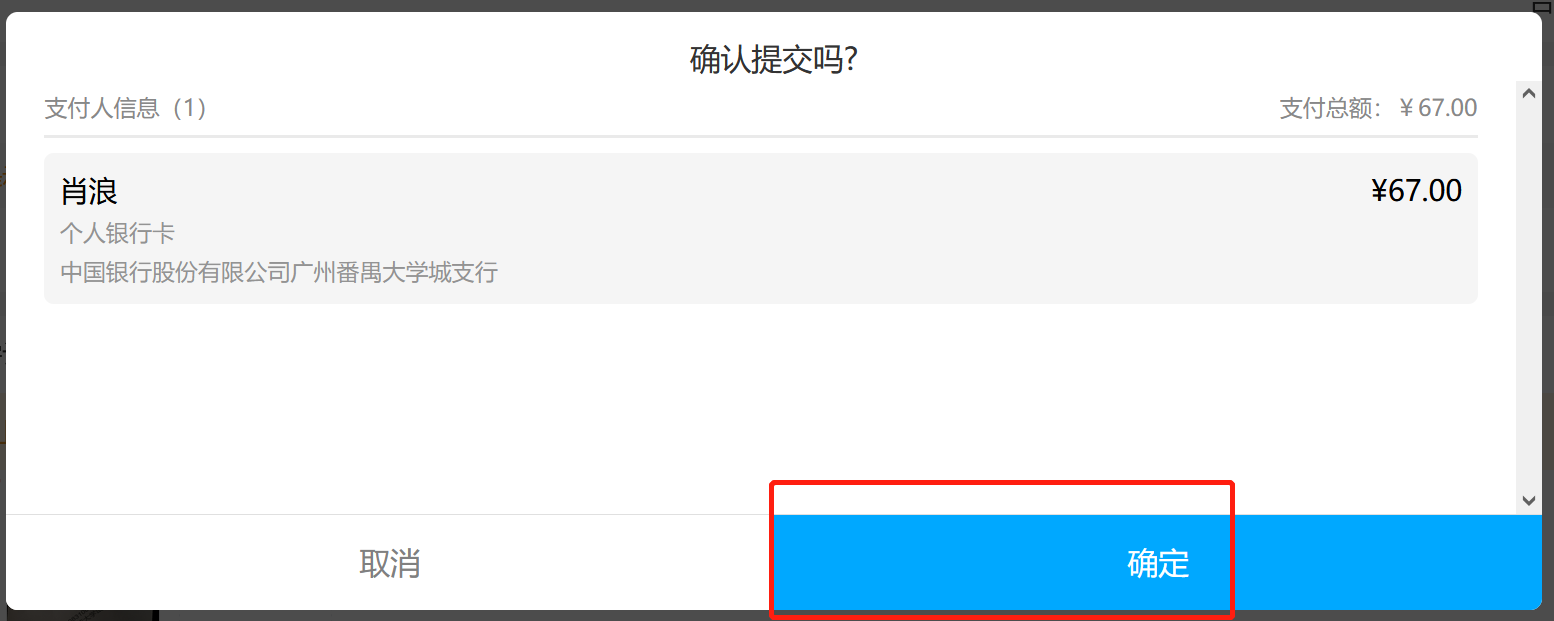 确认提交吗?
支付人信息（1） 支付总额：￥67.00
肖浪 ¥67.00
个人银行卡
中国银行股份有限公司广州番禺大学城支行
取消 确定